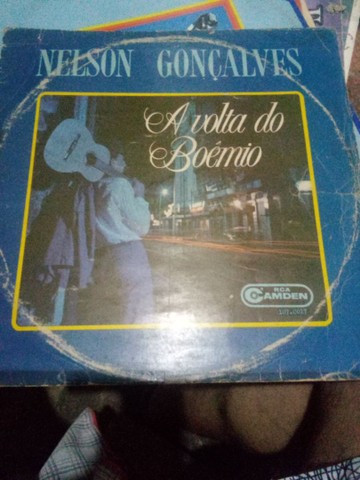 NELSON GONÇALVES
A volta do
Boêmio
RCA
CAMDEN